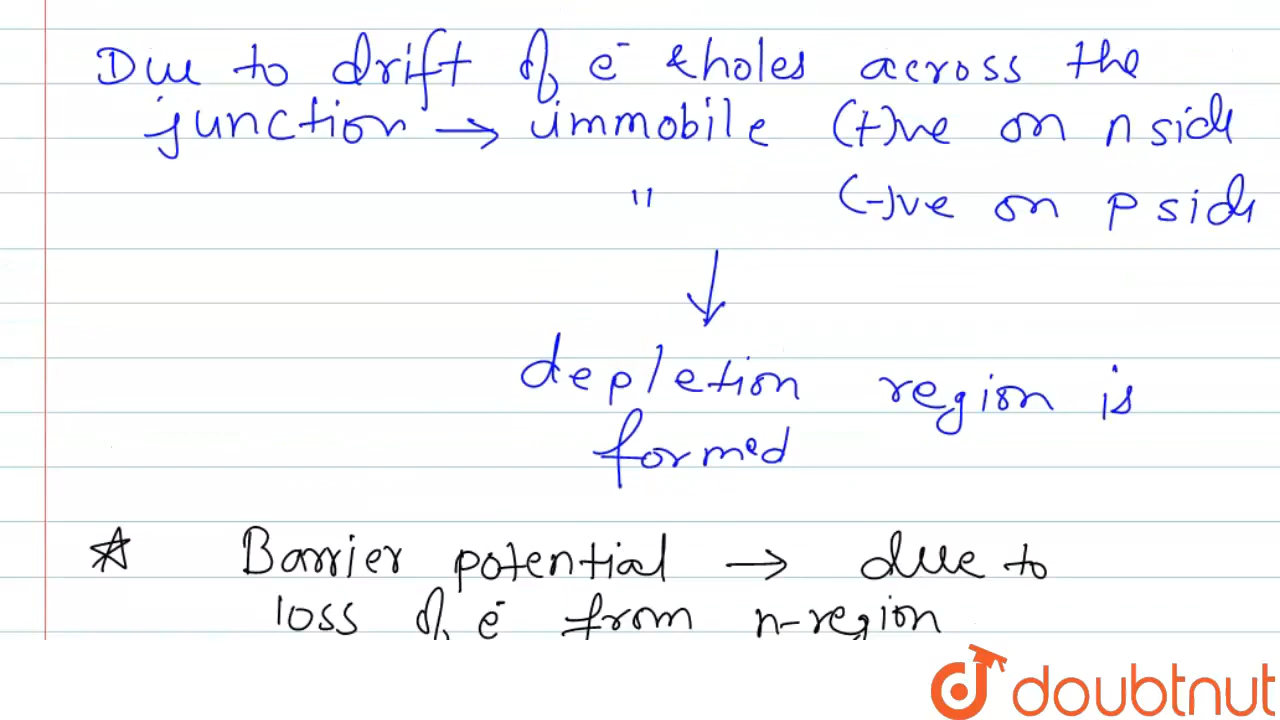 Due to drift of e⁻ & holes across the
junction → immobile (+)ve on n side
" (-)ve on p side
↓
depletion region is
formed
☆ Barrier potential → due to
loss of e⁻ from n-region
doubtnut